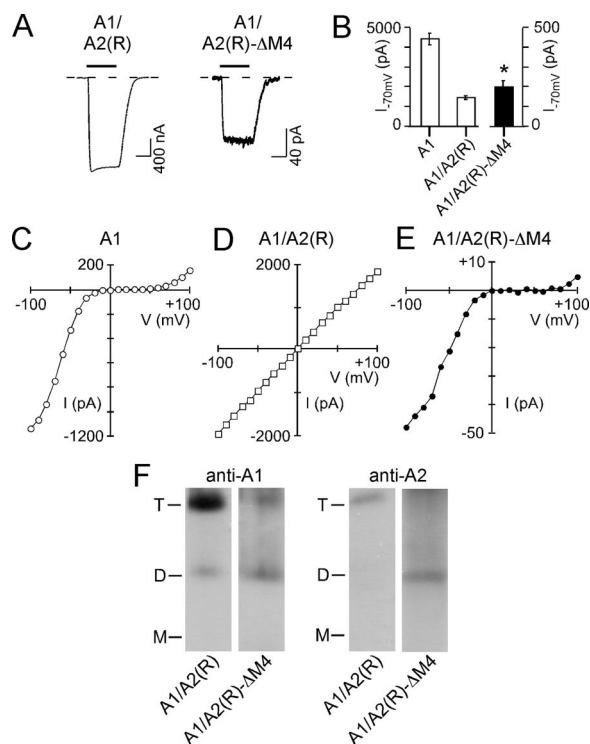 A
A1/
A2(R)
A1/
A2(R)-ΔM4
400 nA
40 pA
B
5000
0
I-70mV
(pA)
500
0
I-70mV
(pA)
*
A1
A1/A2(R)
A1/A2(R)-ΔM4
C
A1
200
-100
+100
V (mV)
I (pA)
-1200
D
A1/A2(R)
2000
-100
+100
V (mV)
I (pA)
-2000
E
A1/A2(R)-ΔM4
+10
-100
+100
V (mV)
I (pA)
-50
F
anti-A1
anti-A2
T
D
M
T
D
M
A1/A2(R)
A1/A2(R)-ΔM4
A1/A2(R)
A1/A2(R)-ΔM4